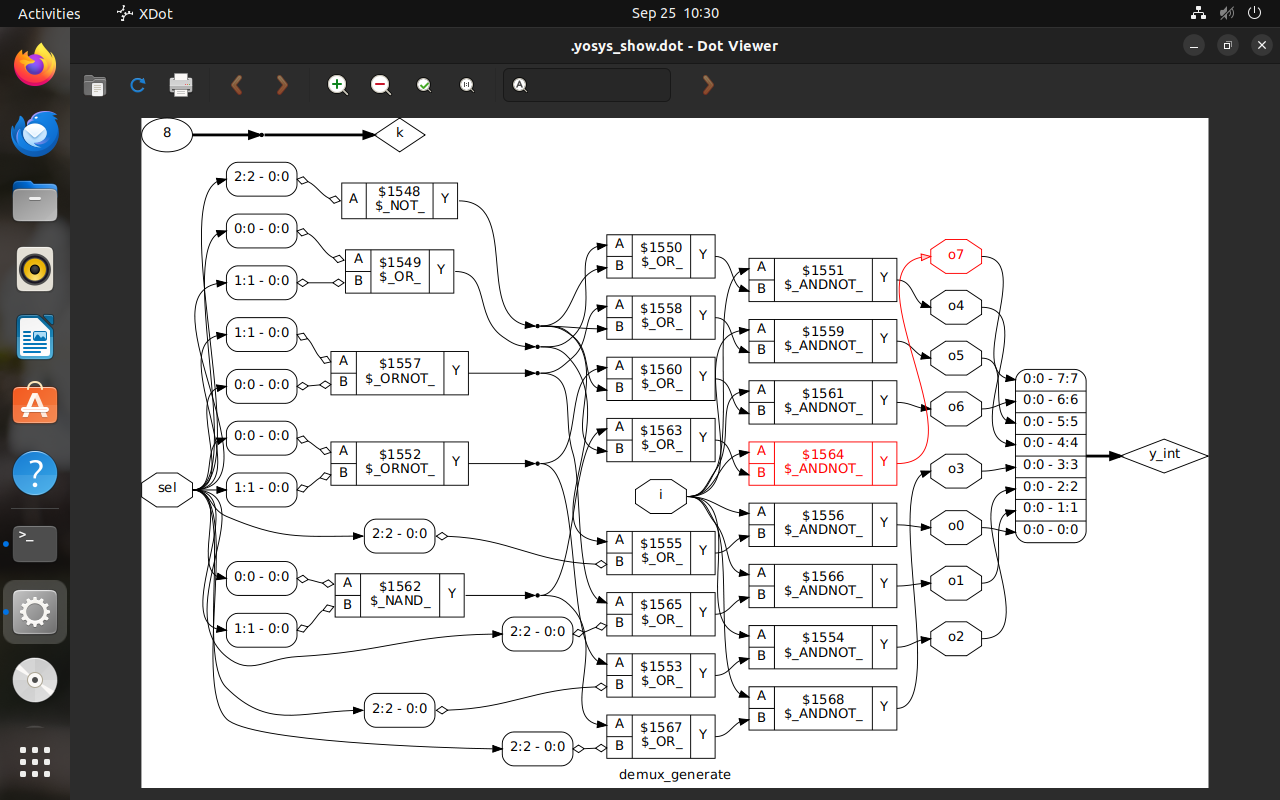 Activities
XDot
Sep 25 10:30
.yosys_show.dot - Dot Viewer
8
k
2:2 - 0:0
0:0 - 0:0
1:1 - 0:0
1:1 - 0:0
0:0 - 0:0
0:0 - 0:0
1:1 - 0:0
sel
2:2 - 0:0
0:0 - 0:0
1:1 - 0:0
2:2 - 0:0
2:2 - 0:0
2:2 - 0:0
A
$1548
$_NOT_
Y
A
B
$1549
$_OR_
Y
A
B
$1557
$_ORNOT_
Y
A
B
$1552
$_ORNOT_
Y
A
B
$1562
$_NAND_
Y
A
B
$1550
$_OR_
Y
A
B
$1558
$_OR_
Y
A
B
$1560
$_OR_
Y
A
B
$1563
$_OR_
Y
i
A
B
$1555
$_OR_
Y
A
B
$1565
$_OR_
Y
A
B
$1553
$_OR_
Y
A
B
$1567
$_OR_
Y
A
B
$1551
$_ANDNOT_
Y
A
B
$1559
$_ANDNOT_
Y
A
B
$1561
$_ANDNOT_
Y
A
B
$1564
$_ANDNOT_
Y
A
B
$1556
$_ANDNOT_
Y
A
B
$1566
$_ANDNOT_
Y
A
B
$1554
$_ANDNOT_
Y
A
B
$1568
$_ANDNOT_
Y
o7
o4
o5
o6
o3
o0
o1
o2
0:0 - 7:7
0:0 - 6:6
0:0 - 5:5
0:0 - 4:4
0:0 - 3:3
0:0 - 2:2
0:0 - 1:1
0:0 - 0:0
y_int
demux_generate